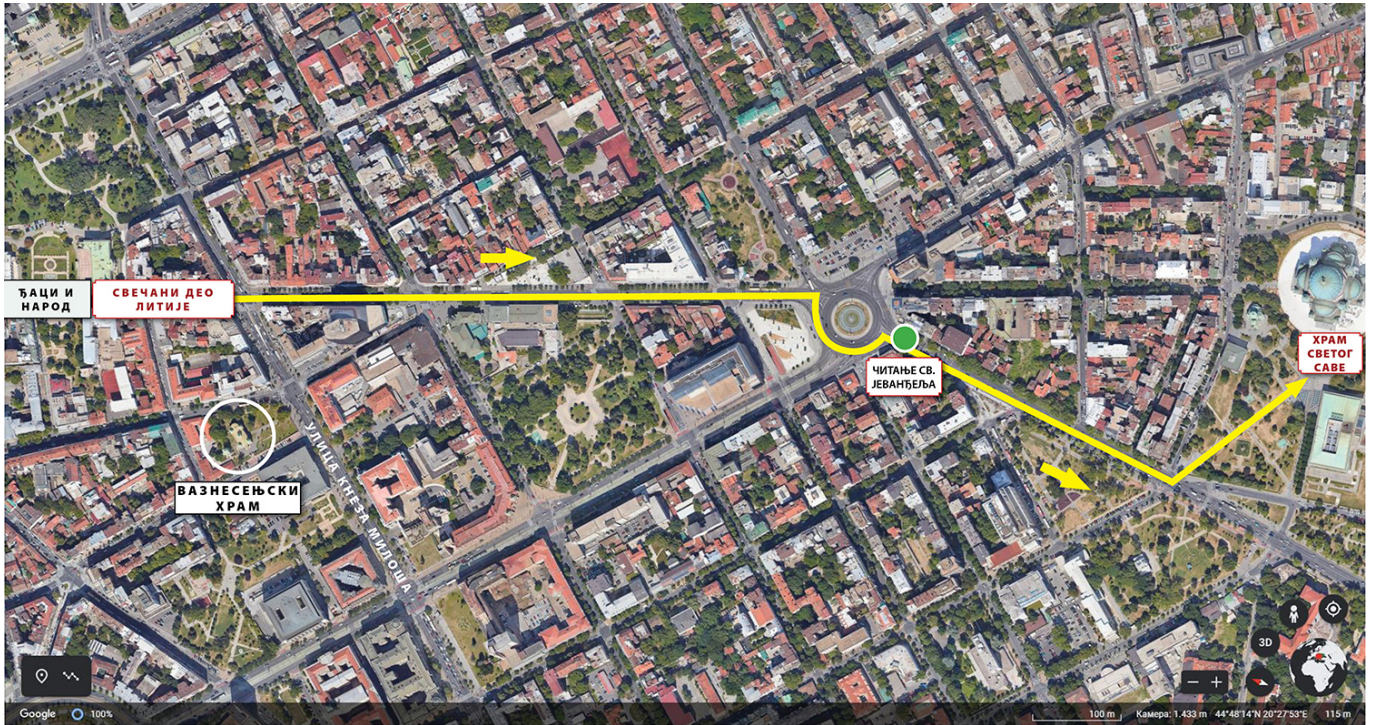 ЂАЦИ И
НАРОД
СВЕЧАНИ ДЕО
ЛИТИЈЕ
ЧИТАЊЕ СВ.
ЈЕВАНЂЕЉА
ХРАМ
СВЕТОГ
САВЕ
ВАЗНЕСЕЊСКИ
ХРАМ
УЛИЦА КНЕЗА МИЛОША
3D
Google
100%
100 m
Камера: 1.433 m
44°48'14"N 20°27'53"E
115 m